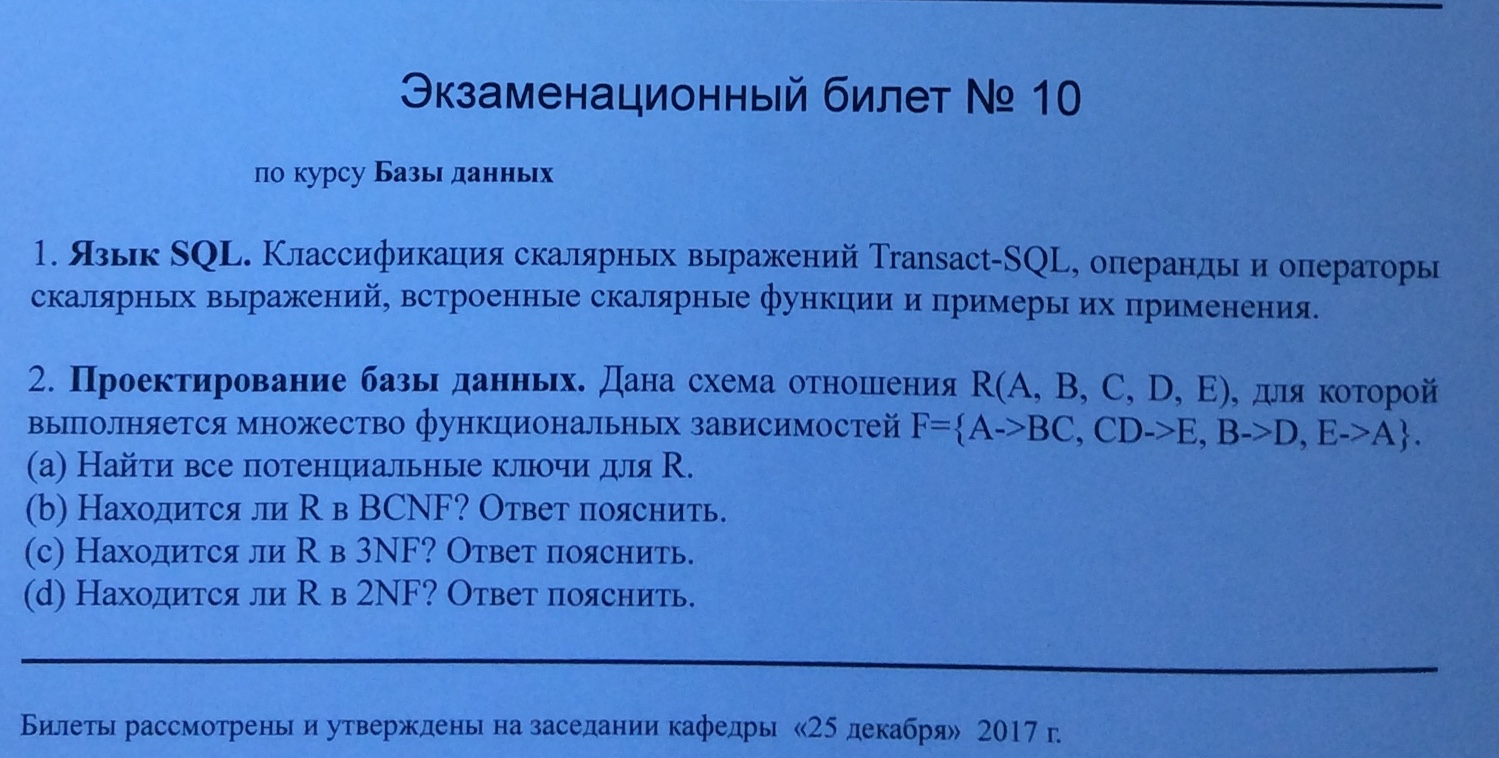 Экзаменационный билет № 10
по курсу Базы данных
1. Язык SQL. Классификация скалярных выражений Transact-SQL, операнды и операторы
скалярных выражений, встроенные скалярные функции и примеры их применения.
2. Проектирование базы данных. Дана схема отношения R(A, B, C, D, E), для которой
выполняется множество функциональных зависимостей F={A->BC, CD->E, B->D, E->A}.
(a) Найти все потенциальные ключи для R.
(b) Находится ли R в BCNF? Ответ пояснить.
(c) Находится ли R в 3NF? Ответ пояснить.
(d) Находится ли R в 2NF? Ответ пояснить.
Билеты рассмотрены и утверждены на заседании кафедры «25 декабря» 2017 г.